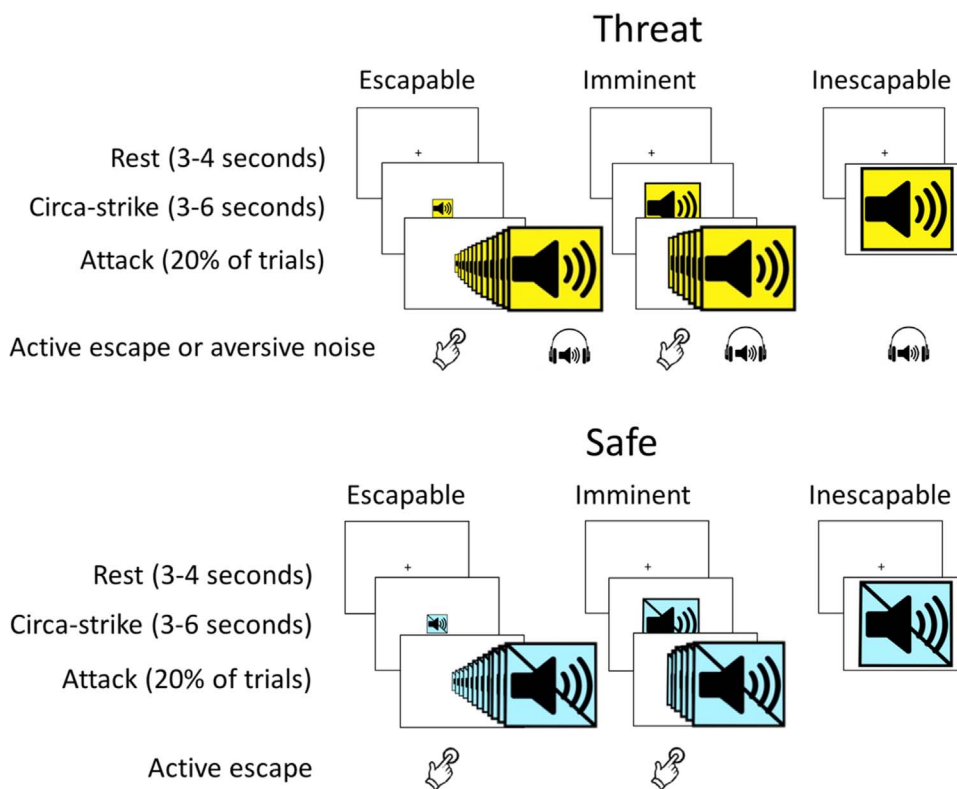 Threat
Escapable Imminent Inescapable
Rest (3-4 seconds)
Circa-strike (3-6 seconds)
Attack (20% of trials)
Active escape or aversive noise
Safe
Escapable Imminent Inescapable
Rest (3-4 seconds)
Circa-strike (3-6 seconds)
Attack (20% of trials)
Active escape